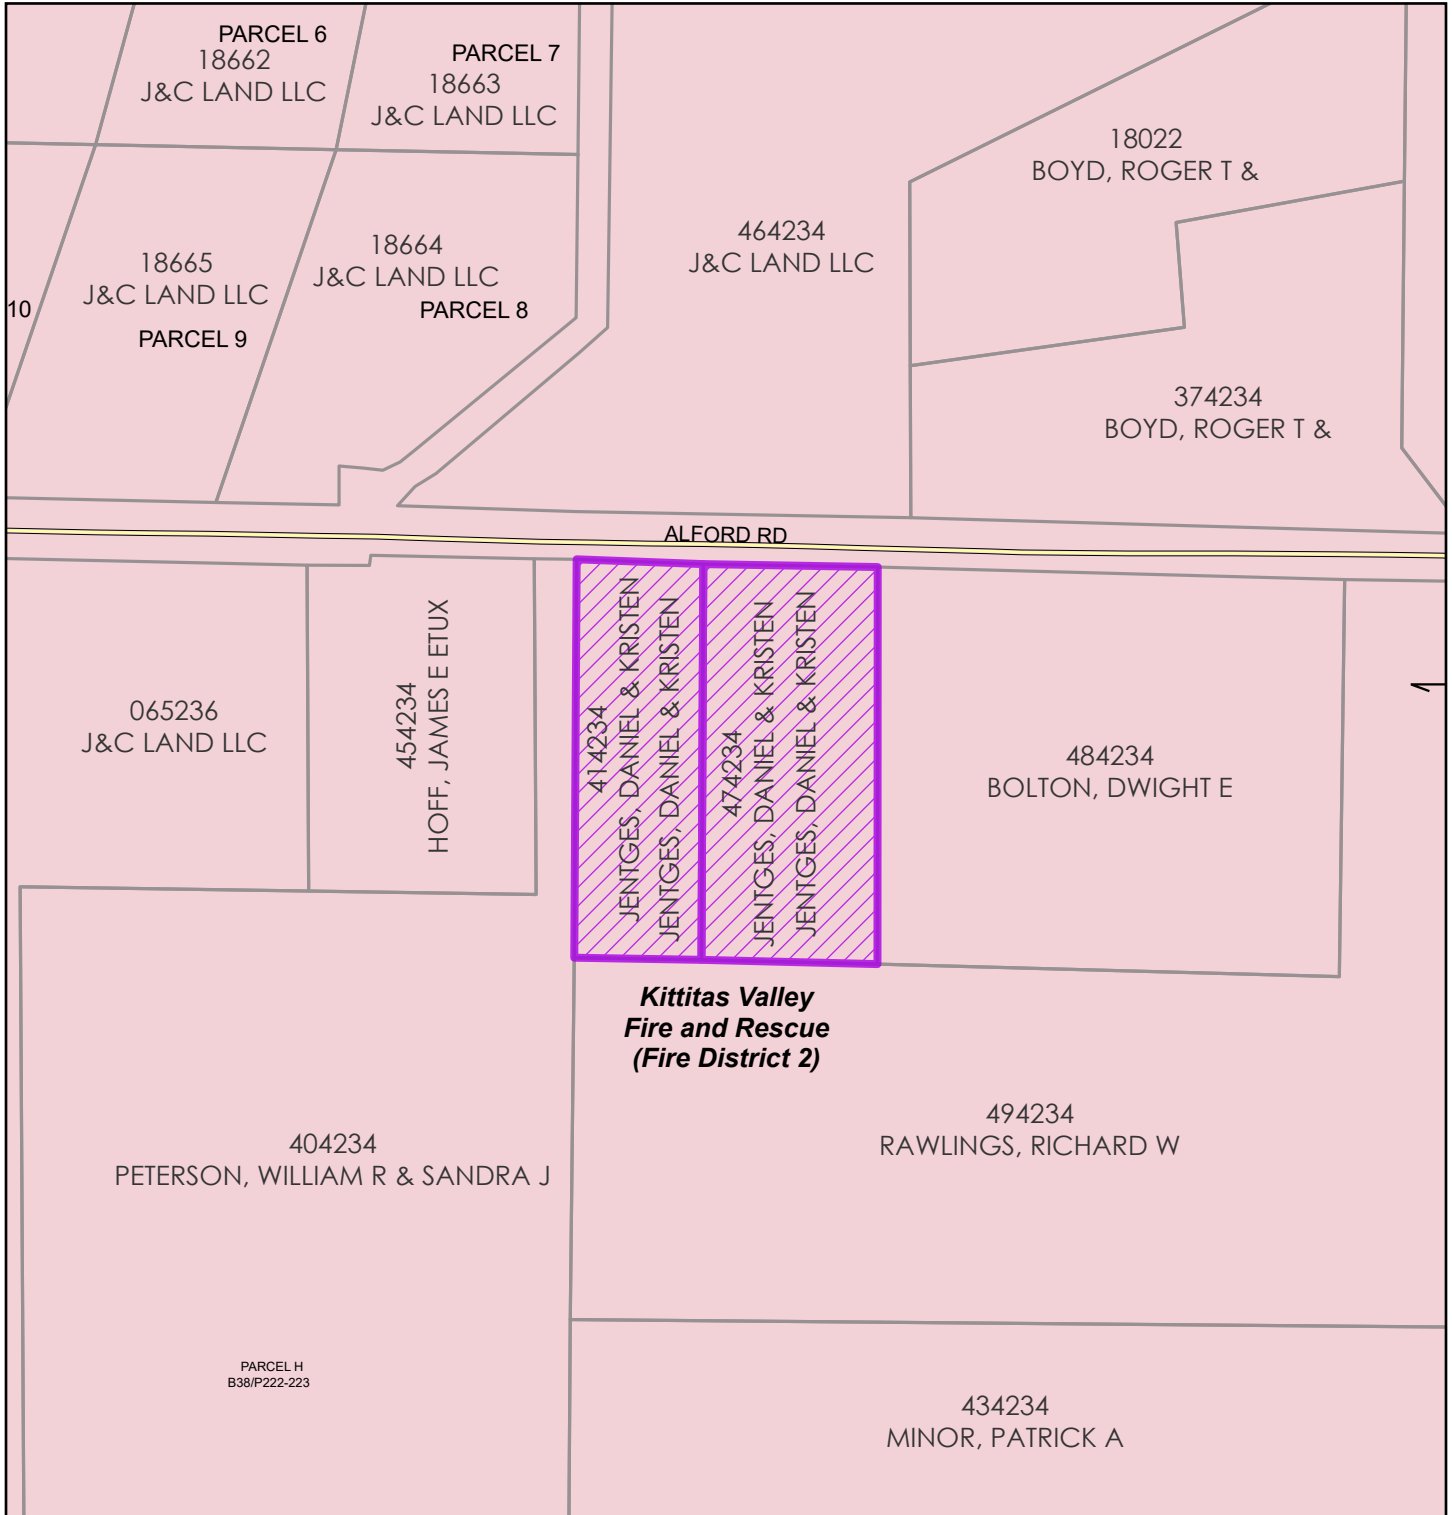 PARCEL 6
18662
J&C LAND LLC
PARCEL 7
18663
J&C LAND LLC
18022
BOYD, ROGER T &
464234
J&C LAND LLC
18664
J&C LAND LLC
PARCEL 8
18665
J&C LAND LLC
PARCEL 9
10
374234
BOYD, ROGER T &
ALFORD RD
065236
J&C LAND LLC
454234
HOFF, JAMES E ETUX
414234
JENTGES, DANIEL & KRISTEN
JENTGES, DANIEL & KRISTEN
474234
JENTGES, DANIEL & KRISTEN
JENTGES, DANIEL & KRISTEN
484234
BOLTON, DWIGHT E
Kittitas Valley
Fire and Rescue
(Fire District 2)
404234
PETERSON, WILLIAM R & SANDRA J
494234
RAWLINGS, RICHARD W
PARCEL H
B38/P222-223
434234
MINOR, PATRICK A